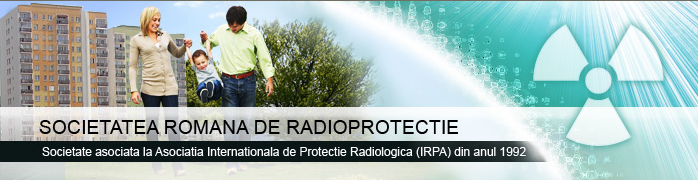 SOCIETATEA ROMANA DE RADIOPROTECTIE
Societate asociata la Asociatia Internationala de Protectie Radiologica (IRPA) din anul 1992